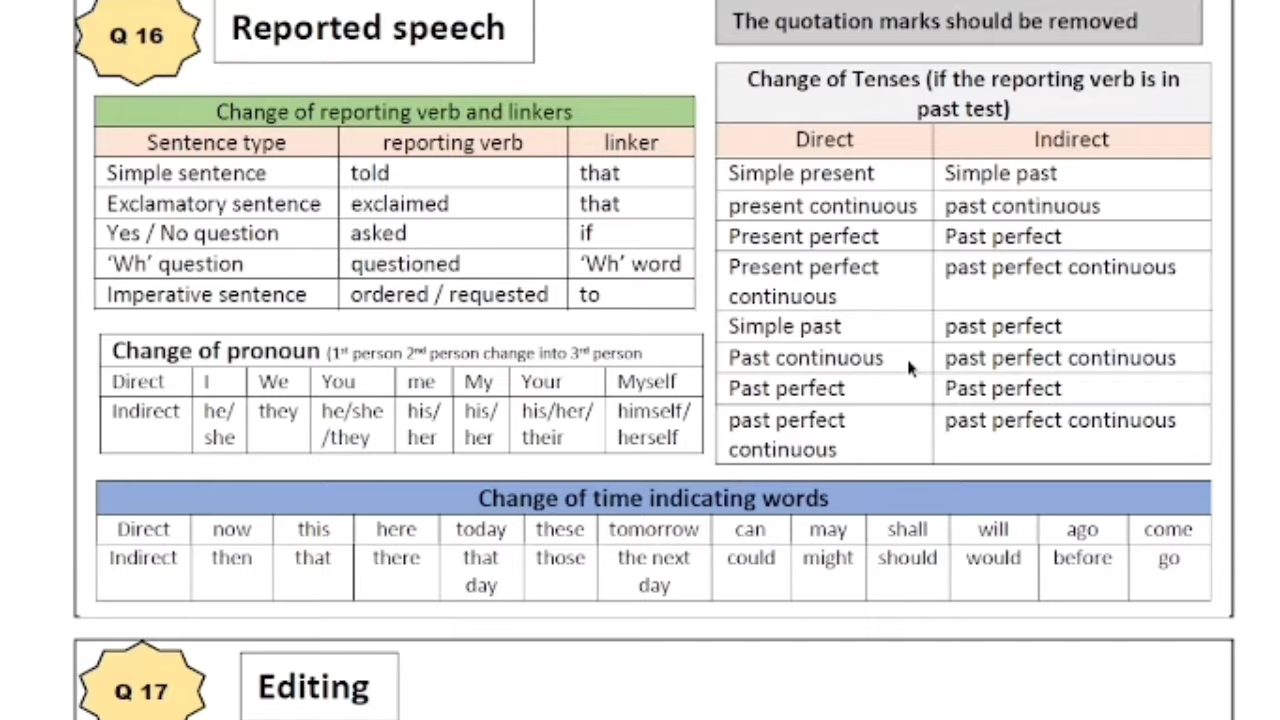 Q 16
Reported speech
The quotation marks should be removed
Change of reporting verb and linkers
Sentence type reporting verb linker
Simple sentence told that
Exclamatory sentence exclaimed that
Yes / No question asked if
‘Wh’ question questioned ‘Wh’ word
Imperative sentence ordered / requested to
Change of pronoun (1st person 2nd person change into 3rd person
Direct I We You me My Your Myself
Indirect he/ they he/she his/ his/ his/her/ himself/
she /they her her their herself
Change of Tenses (if the reporting verb is in
past test)
Direct Indirect
Simple present Simple past
present continuous past continuous
Present perfect Past perfect
Present perfect past perfect continuous
continuous
Simple past past perfect
Past continuous past perfect continuous
Past perfect Past perfect
past perfect past perfect continuous
continuous
Change of time indicating words
Direct now this here today these tomorrow can may shall will ago come
Indirect then that there that those the next could might should would before go
day day
Q 17
Editing